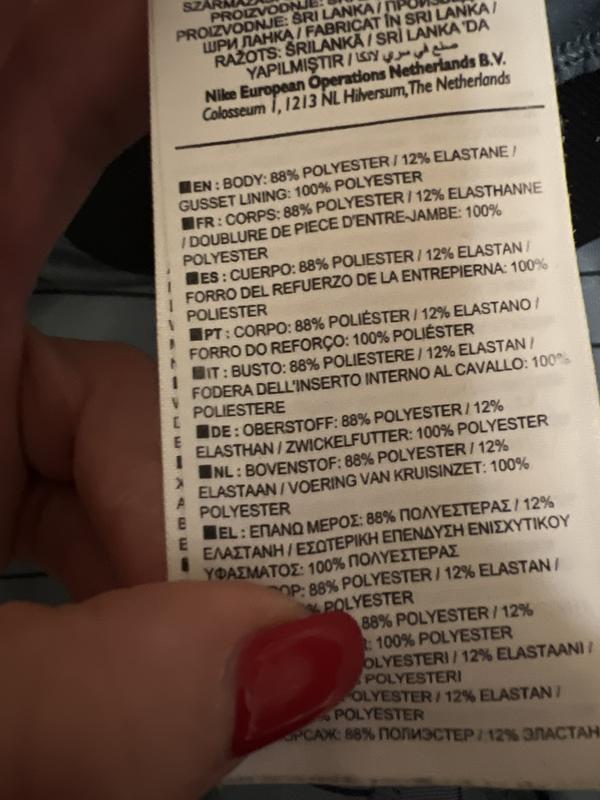 PROIZVODNJE: SRI
PROIZVODNJE: ŠRI LANKA /
ШРИ ЛАНКА / FABRICAT ÎN SRI LANKA /
RAŽOTS: ŠRILANKĀ / SRİ LANKA 'DA
YAPILMIŞTIR / صنع في سري لانكا
Nike European Operations Netherlands B.V.
Colosseum 1, 1213 NL Hilversum, The Netherlands
EN : BODY: 88% POLYESTER / 12% ELASTANE /
GUSSET LINING: 100% POLYESTER
FR : CORPS: 88% POLYESTER / 12% ELASTHANNE
/ DOUBLURE DE PIECE D'ENTRE-JAMBE: 100%
POLYESTER
ES : CUERPO: 88% POLIESTER / 12% ELASTAN /
FORRO DEL REFUERZO DE LA ENTREPIERNA: 100%
POLIESTER
PT : CORPO: 88% POLIÉSTER / 12% ELASTANO /
FORRO DO REFORÇO: 100% POLIÉSTER
IT : BUSTO: 88% POLIESTERE / 12% ELASTAN /
FODERA DELL'INSERTO INTERNO AL CAVALLO: 100%
POLIESTERE
DE : OBERSTOFF: 88% POLYESTER / 12%
ELASTHAN / ZWICKELFUTTER: 100% POLYESTER
NL : BOVENSTOF: 88% POLYESTER / 12%
ELASTAAN / VOERING VAN KRUISINZET: 100%
POLYESTER
EL : ΕΠΑΝΩ ΜΕΡΟΣ: 88% ΠΟΛΥΕΣΤΕΡΑΣ / 12%
ΕΛΑΣΤΑΝΗ / ΕΣΩΤΕΡΙΚΗ ΕΠΕΝΔΥΣΗ ΕΝΙΣΧΥΤΙΚΟΥ
ΥΦΑΣΜΑΤΟΣ: 100% ΠΟΛΥΕΣΤΕΡΑΣ
88% POLYESTER / 12% ELASTAN /
POLYESTER
88% POLYESTER / 12%
100% POLYESTER
/ 12% ELASTAANI /
POLYESTERI
/ 12% ELASTAN /
% POLYESTER
88% ПОЛИЭСТЕР / 12% ЭЛАСТАН